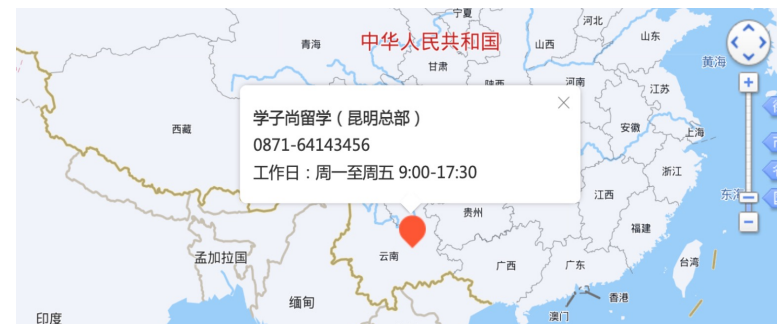 宁夏
河北
青海
中华人民共和国
山西
山东
黄海
甘肃
陕西
河南
江苏
西藏
安徽
上海
学子尚留学（昆明总部）
0871-64143456
工作日：周一至周五 9:00-17:30
浙江
江西
东海
贵州
福建
孟加拉国
云南
广西
广东
台湾
缅甸
香港
澳门
印度